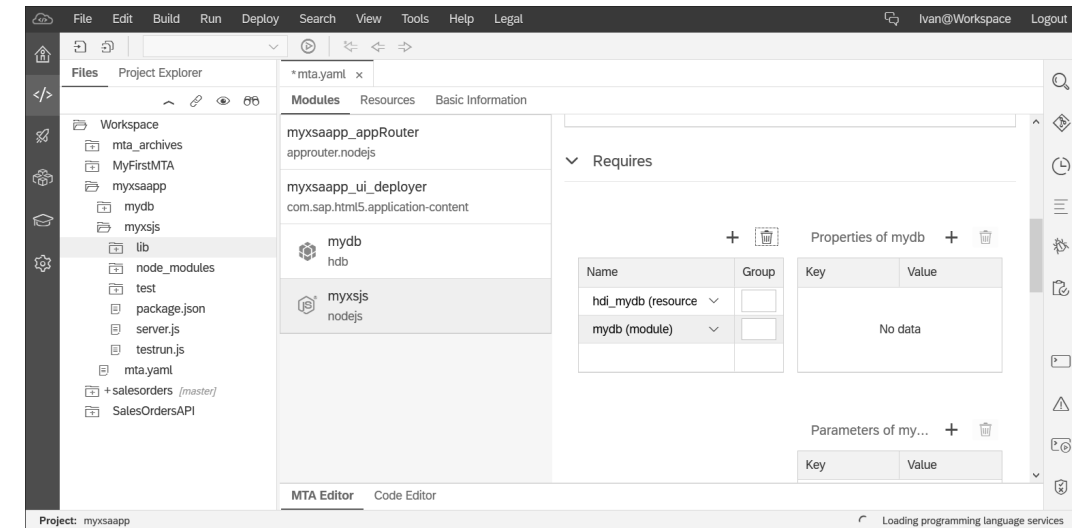 File Edit Build Run Deploy Search View Tools Help Legal Ivan@Workspace Logout
Files Project Explorer
*mta.yaml ×
Modules Resources Basic Information
Workspace
mta_archives
MyFirstMTA
myxsaapp
mydb
myxsjs
lib
node_modules
test
package.json
server.js
testrun.js
mta.yaml
+salesorders [master]
SalesOrdersAPI
myxsaapp_appRouter
approuter.nodejs
myxsaapp_ui_deployer
com.sap.html5.application-content
mydb
hdb
myxsjs
nodejs
Requires
Name Group
hdi_mydb (resource
mydb (module)
Properties of mydb
Key Value
No data
Parameters of my...
Key Value
MTA Editor Code Editor
Project: myxsaapp Loading programming language services